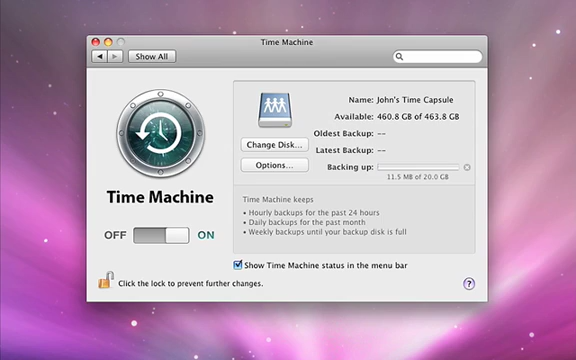 Time Machine
Show All
Name: John's Time Capsule
Available: 460.8 GB of 463.8 GB
Oldest Backup: --
Change Disk...
Latest Backup: --
Options...
Backing up:
11.5 MB of 20.0 GB
Time Machine
OFF ON
Time Machine keeps
• Hourly backups for the past 24 hours
• Daily backups for the past month
• Weekly backups until your backup disk is full
Show Time Machine status in the menu bar
Click the lock to prevent further changes.
?